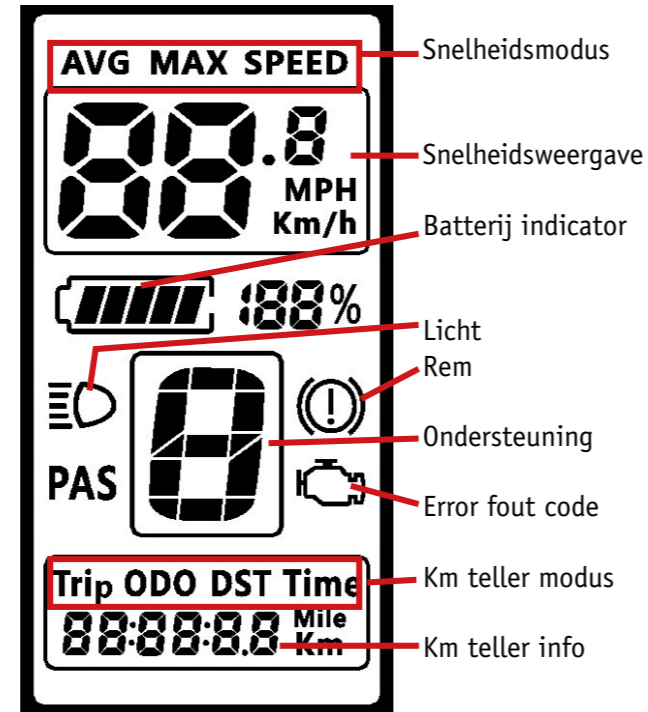 AVG MAX SPEED
Snelheidsmodus
88.8
Snelheidsweergave
MPH
Km/h
Batterij indicator
188%
Licht
Rem
8
Ondersteuning
PAS
Error fout code
Trip ODO DST Time
Km teller modus
88:88:8.8 Mile
Km
Km teller info